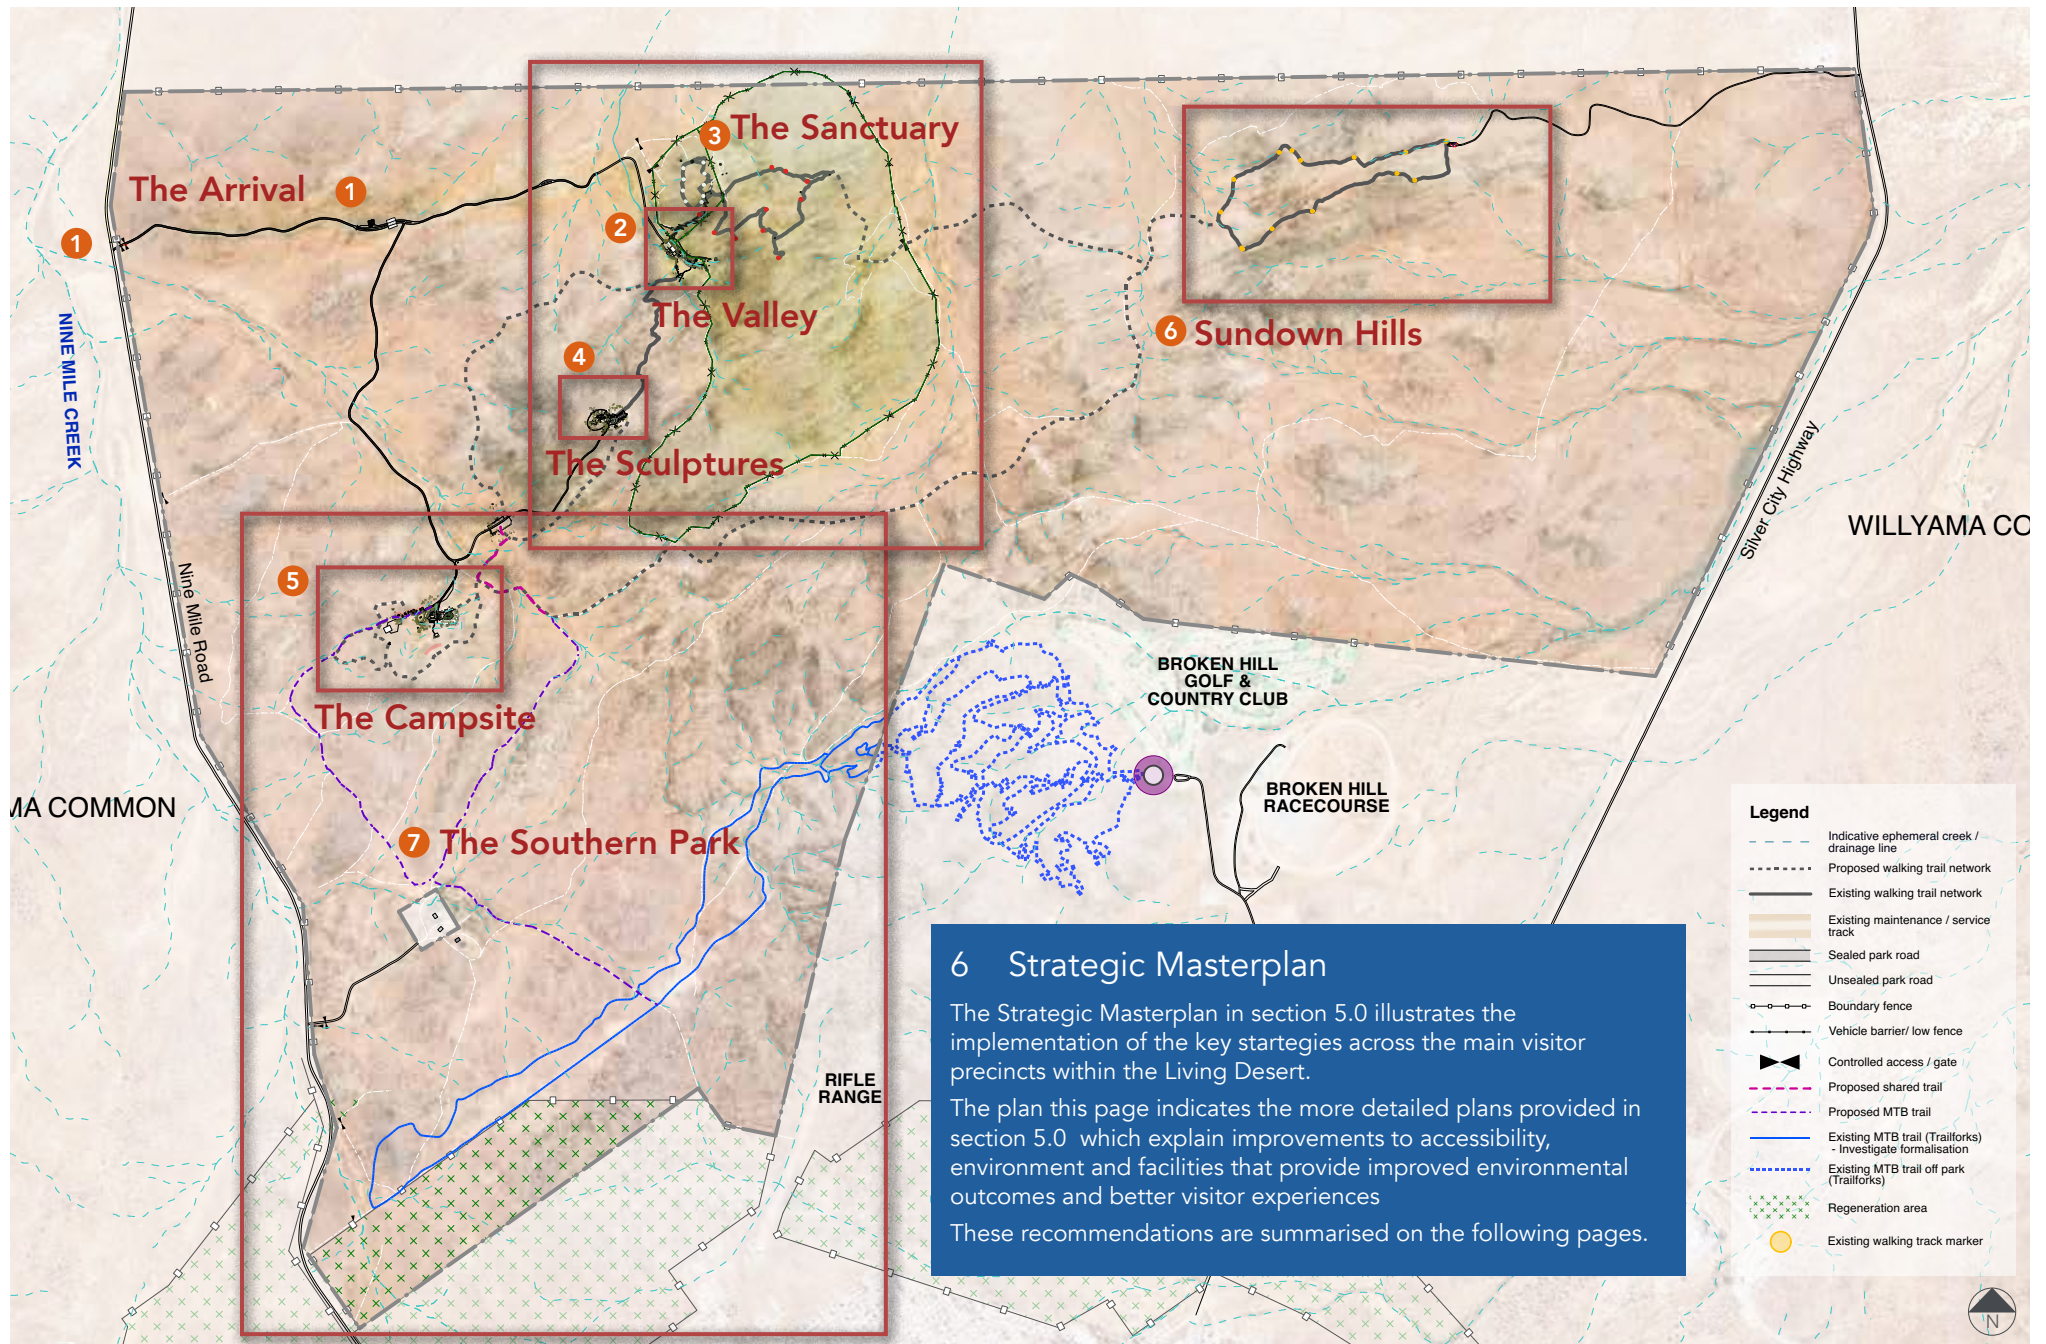 The Arrival
1
1
NINE MILE CREEK
3
The Sanctuary
2
The Valley
4
The Sculptures
6
Sundown Hills
Silver City Highway
WILLYAMA CO
Nine Mile Road
5
The Campsite
MA COMMON
7
The Southern Park
BROKEN HILL
GOLF &
COUNTRY CLUB
BROKEN HILL
RACECOURSE
RIFLE
RANGE
6 Strategic Masterplan
The Strategic Masterplan in section 5.0 illustrates the
implementation of the key startegies across the main visitor
precincts within the Living Desert.
The plan this page indicates the more detailed plans provided in
section 5.0 which explain improvements to accessibility,
environment and facilities that provide improved environmental
outcomes and better visitor experiences
These recommendations are summarised on the following pages.
Legend
Indicative ephemeral creek /
drainage line
Proposed walking trail network
Existing walking trail network
Existing maintenance / service
track
Sealed park road
Unsealed park road
Boundary fence
Vehicle barrier/ low fence
Controlled access / gate
Proposed shared trail
Proposed MTB trail
Existing MTB trail (Trailforks)
- Investigate formalisation
Existing MTB trail off park
(Trailforks)
Regeneration area
Existing walking track marker
N